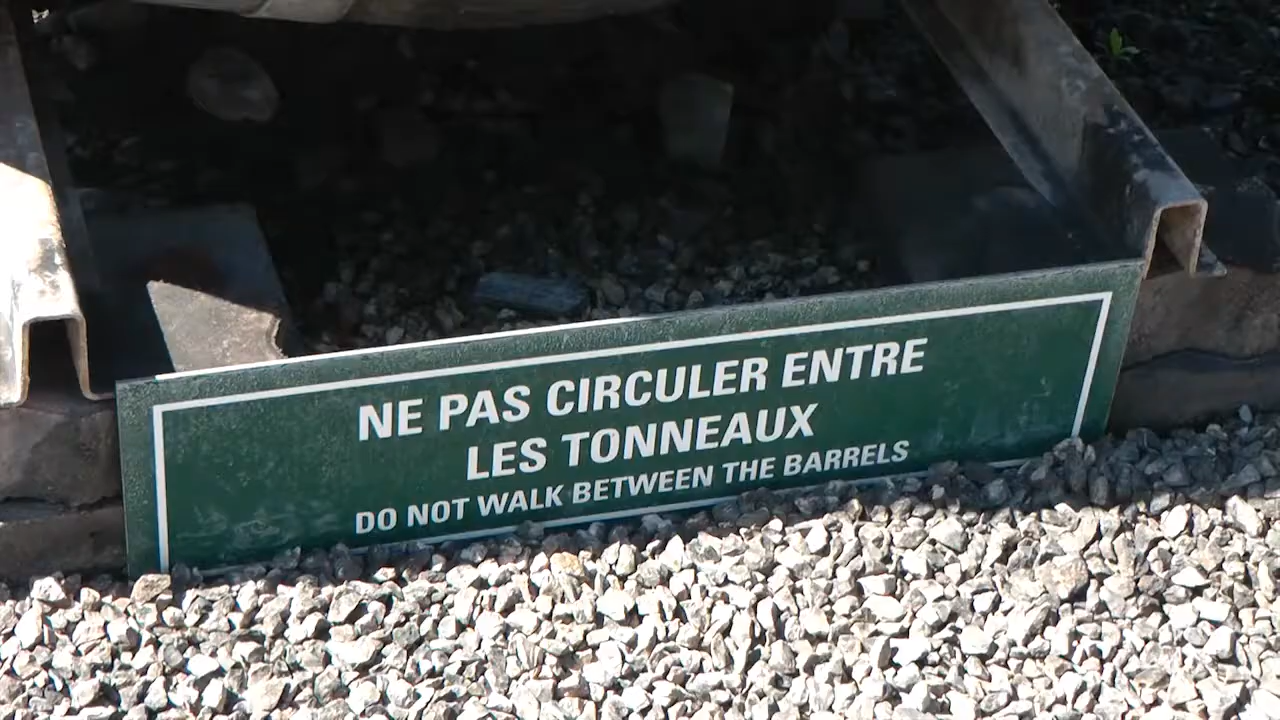 NE PAS CIRCULER ENTRE
LES TONNEAUX
DO NOT WALK BETWEEN THE BARRELS